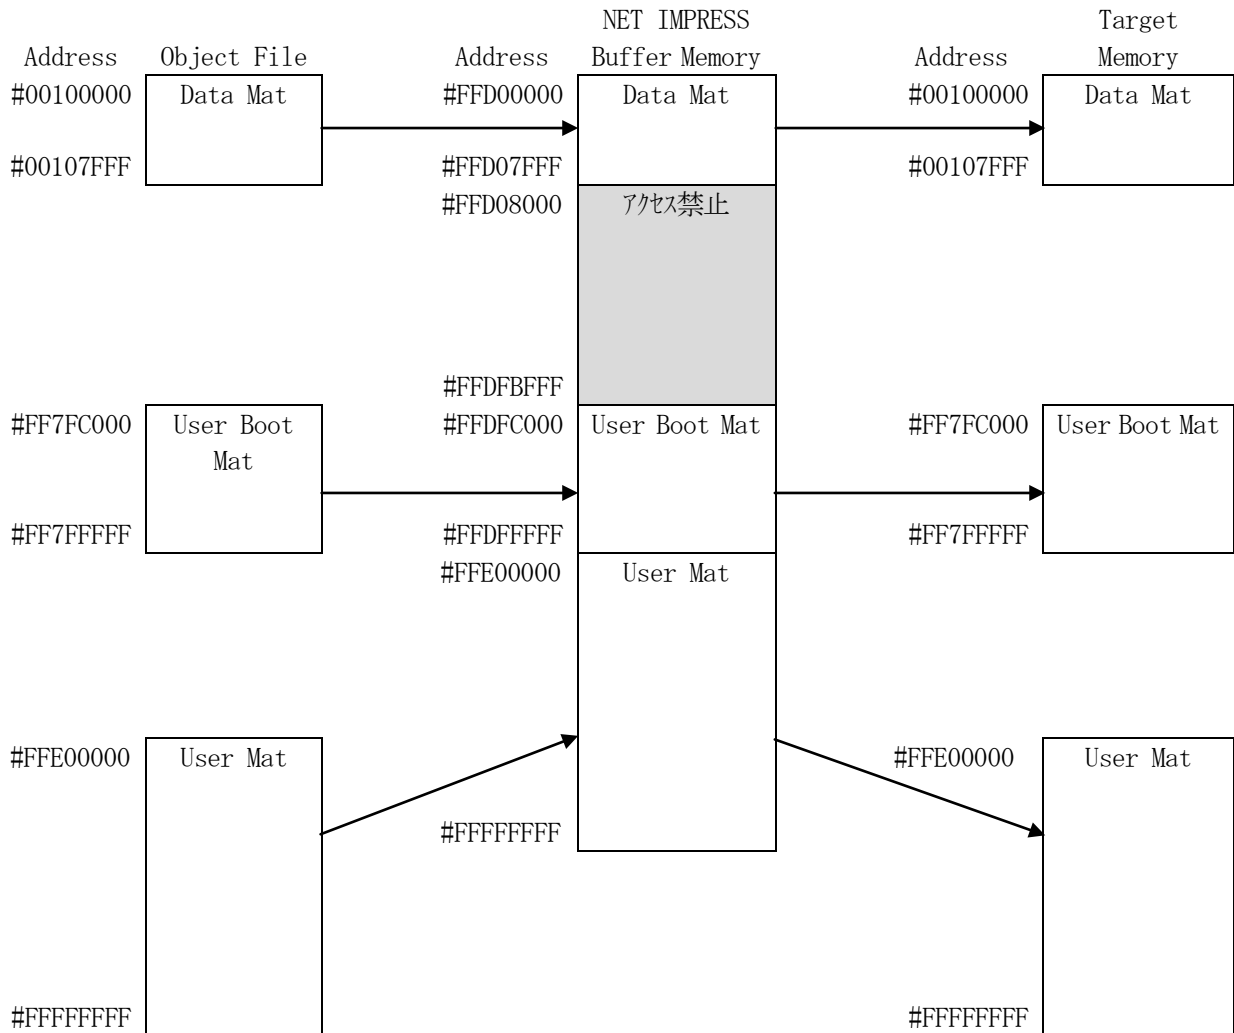 NET IMPRESS Target
Address Object File Address Buffer Memory Address Memory
#00100000 Data Mat #FFD00000 Data Mat #00100000 Data Mat
#00107FFF #FFD07FFF #00107FFF
#FFD08000 アクセス禁止
#FFDFBFFF
#FF7FC000 User Boot #FFDFC000 User Boot Mat #FF7FC000 User Boot Mat
Mat
#FF7FFFFF #FFDFFFFF #FF7FFFFF
#FFE00000 User Mat
#FFE00000 User Mat #FFE00000 User Mat
#FFFFFFFF
#FFFFFFFF #FFFFFFFF